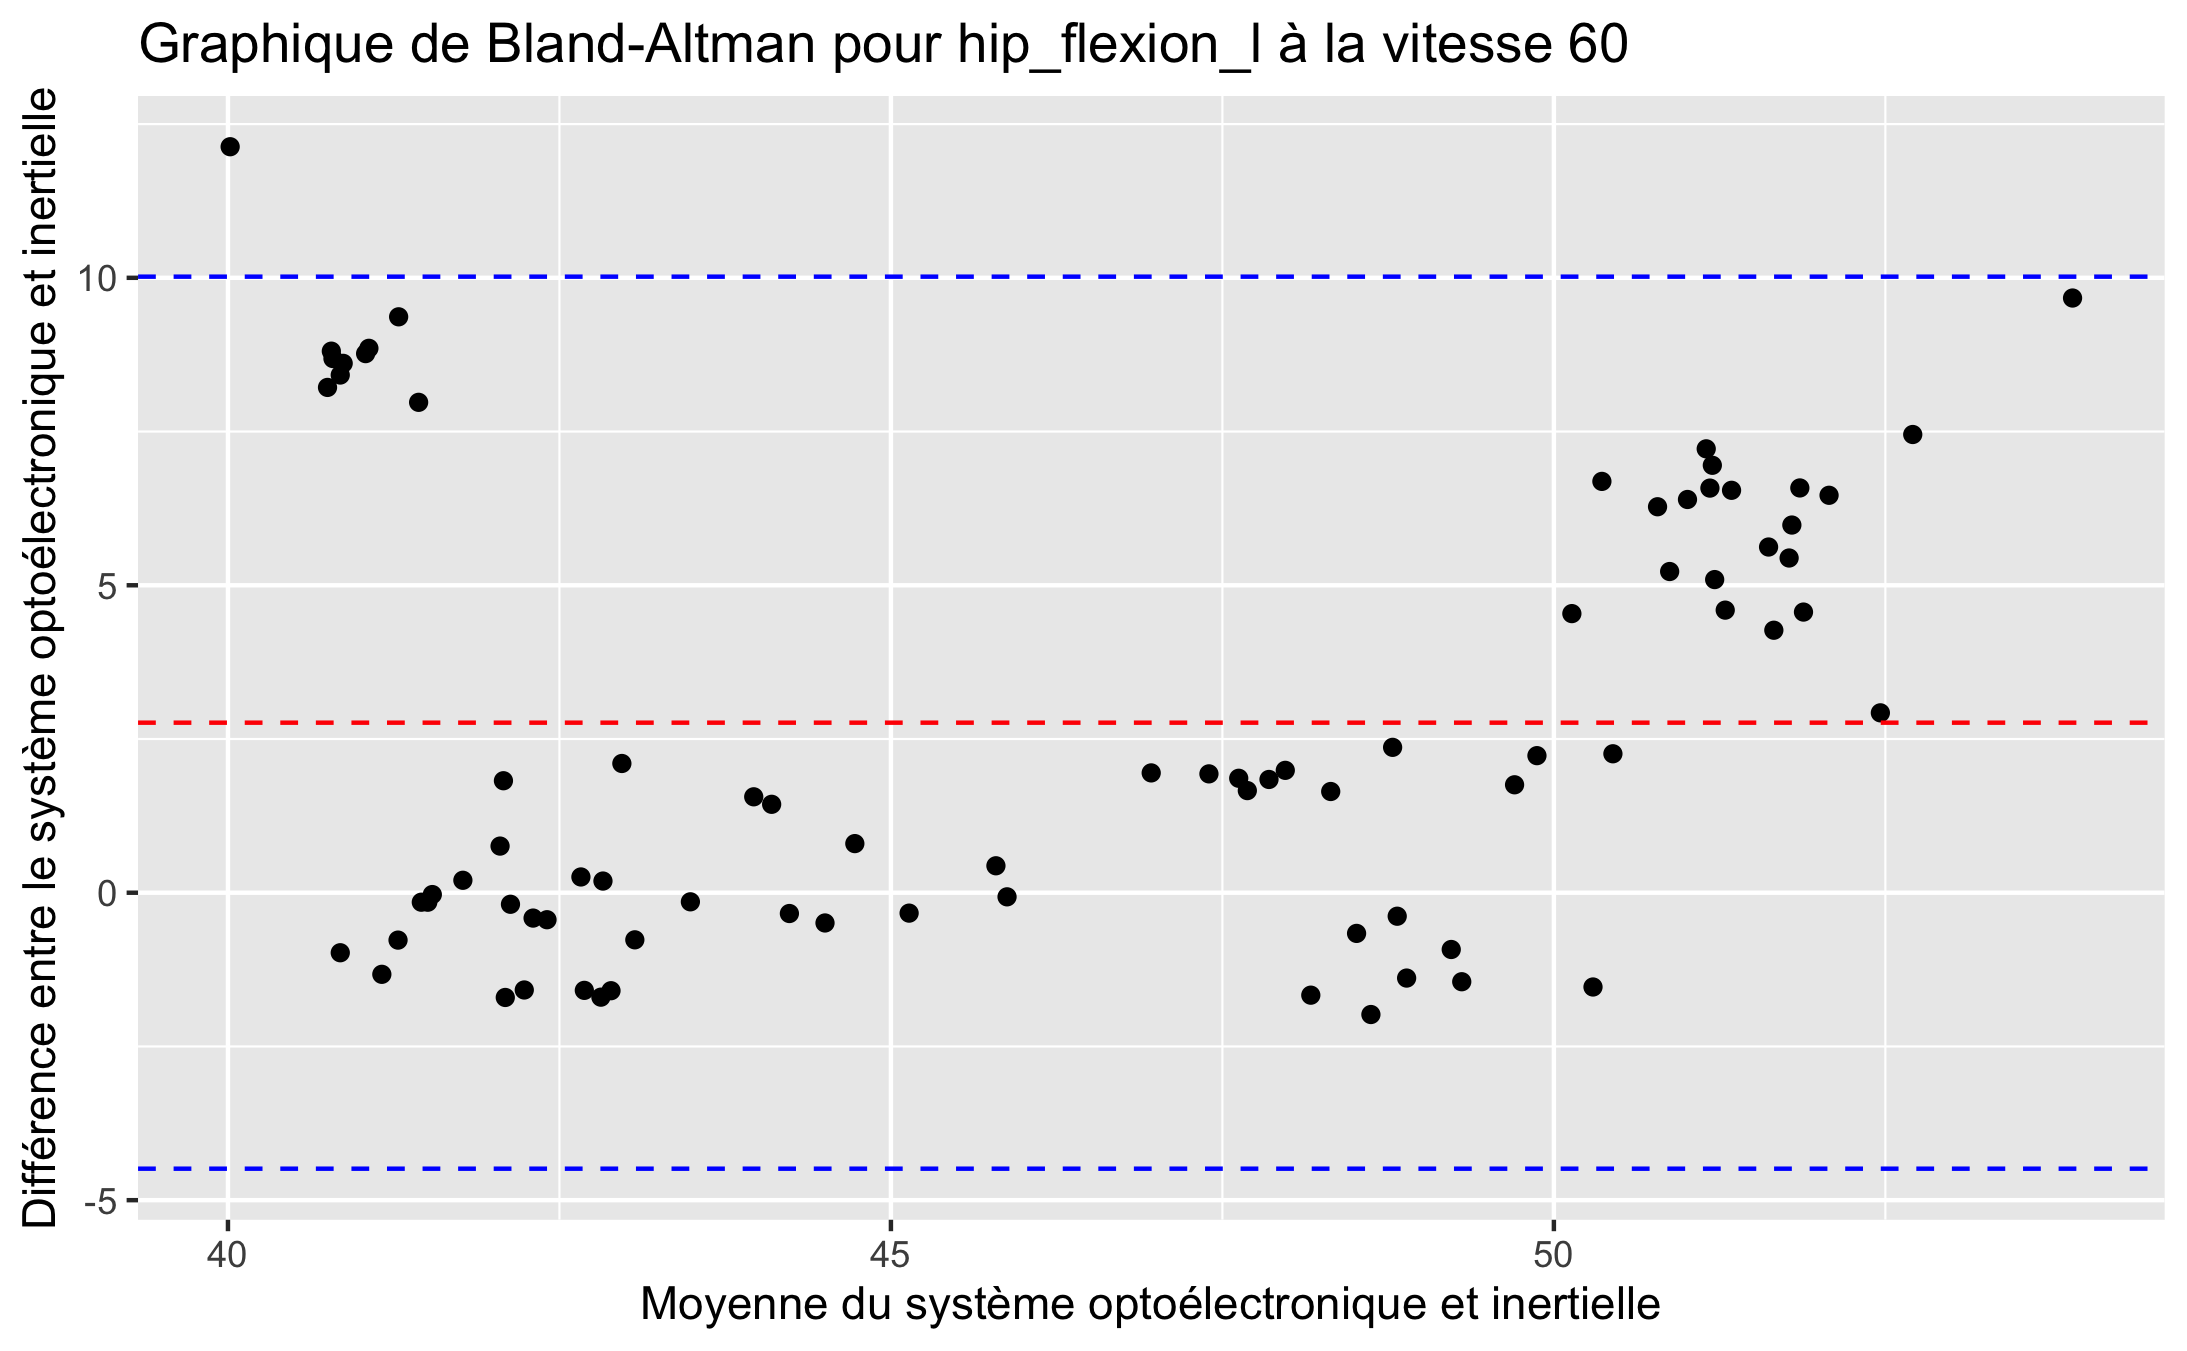 Graphique de Bland-Altman pour hip_flexion_l à la vitesse 60
Différence entre le système optoélectronique et inertielle
10
5
0
-5
40
45
50
Moyenne du système optoélectronique et inertielle